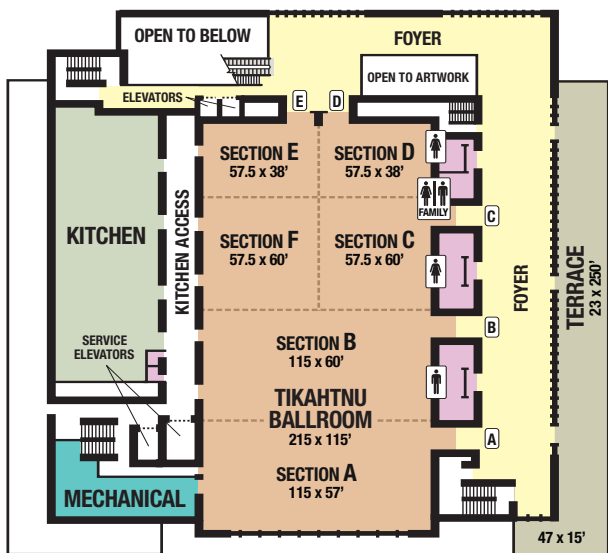 OPEN TO BELOW
FOYER
OPEN TO ARTWORK
ELEVATORS
E
D
SECTION E
57.5 x 38’
SECTION D
57.5 x 38’
FAMILY
C
KITCHEN
KITCHEN ACCESS
SECTION F
57.5 x 60’
SECTION C
57.5 x 60’
FOYER
TERRACE
23 x 250’
B
SERVICE
ELEVATORS
SECTION B
115 x 60’
TIKAHTNU
BALLROOM
215 x 115’
A
SECTION A
115 x 57’
MECHANICAL
47 x 15’